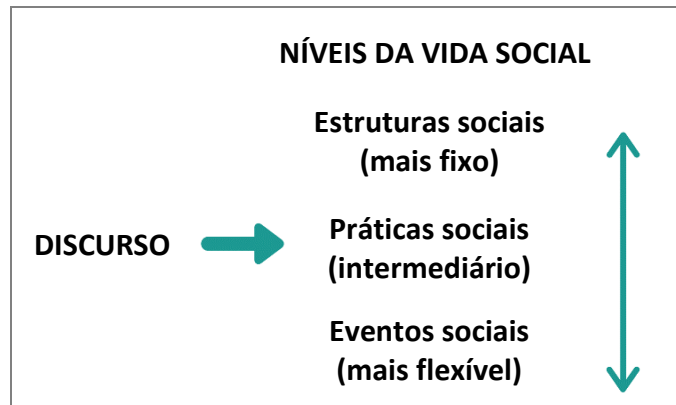 NÍVEIS DA VIDA SOCIAL
Estruturas sociais
(mais fixo)
DISCURSO
Práticas sociais
(intermediário)
Eventos sociais
(mais flexível)